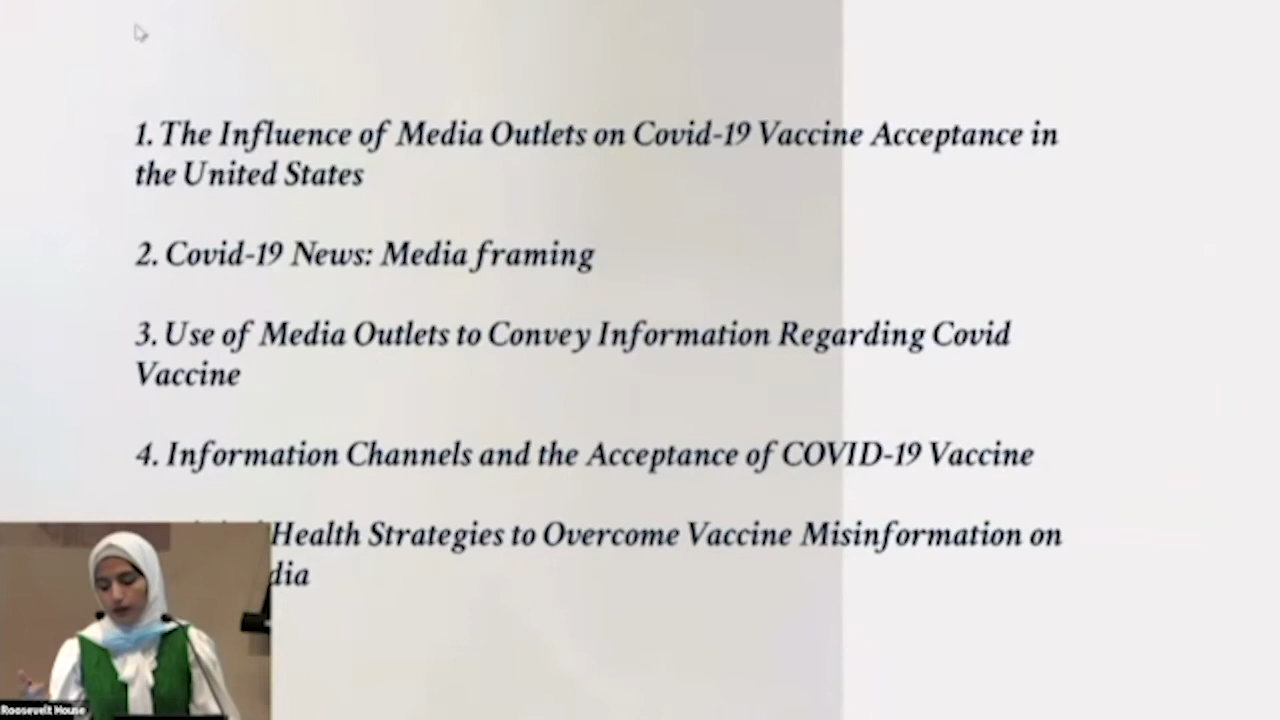 1. The Influence of Media Outlets on Covid-19 Vaccine Acceptance in
the United States
2. Covid-19 News: Media framing
3. Use of Media Outlets to Convey Information Regarding Covid
Vaccine
4. Information Channels and the Acceptance of COVID-19 Vaccine
Health Strategies to Overcome Vaccine Misinformation on
dia
Roosevelt House